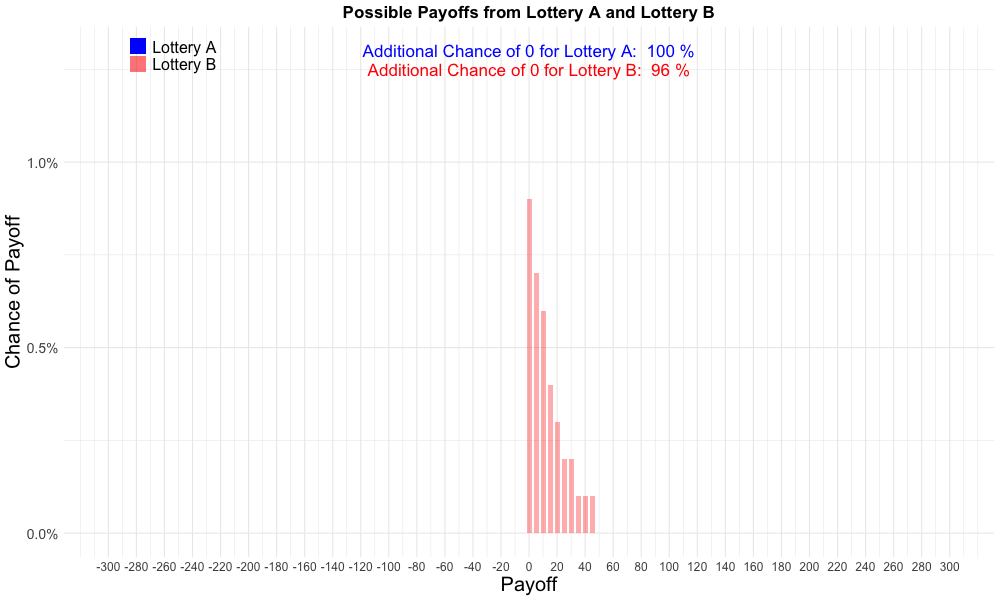 Possible Payoffs from Lottery A and Lottery B
Lottery A
Lottery B
Additional Chance of 0 for Lottery A:  100 %
Additional Chance of 0 for Lottery B:  96 %
Chance of Payoff
1.0%
0.5%
0.0%
-300 -280 -260 -240 -220 -200 -180 -160 -140 -120 -100 -80 -60 -40 -20 0 20 40 60 80 100 120 140 160 180 200 220 240 260 280 300
Payoff